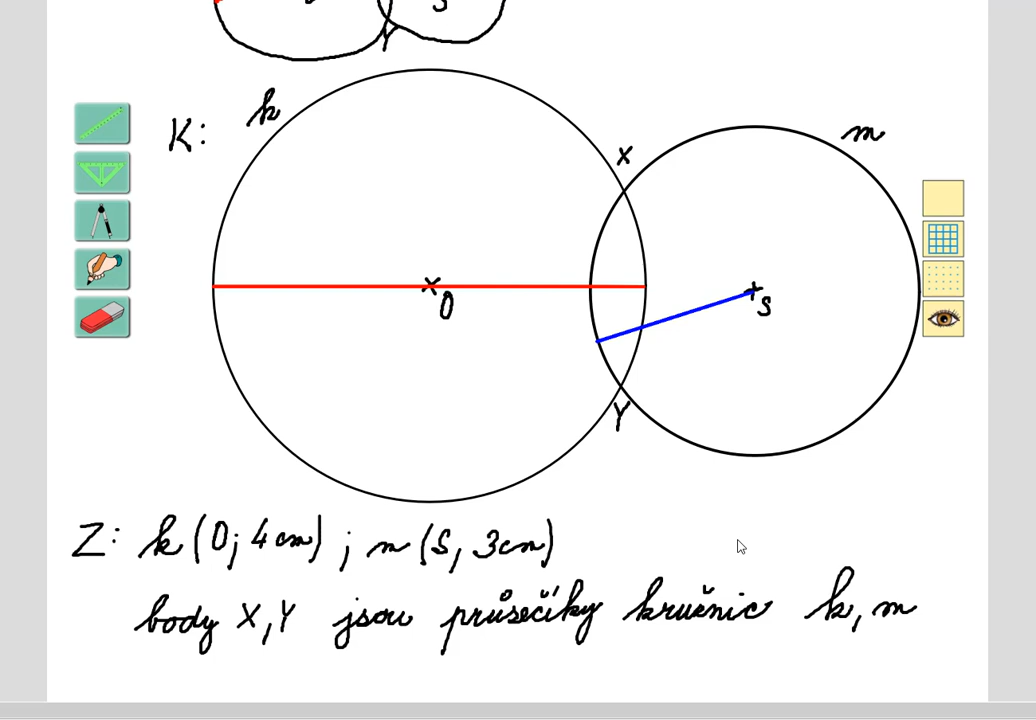 Y S
k
K:
m
X
O
S
Y
Z: k(O; 4cm) ; m(S, 3cm)
body X,Y jsou průsečíky kružnic k, m